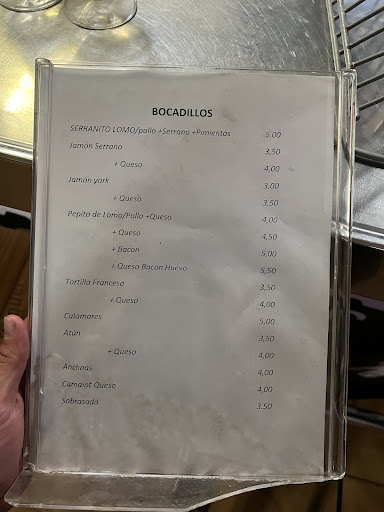 BOCADILLOS
SERRANITO LOMO/pollo +Serrano +Pimientos 5,00
Jamón Serrano 3,50
+ Queso 4,00
Jamón york 3,00
+ Queso 3,50
Pepito de Lomo/Pollo +Queso 4,00
+ Queso 4,50
+ Bacon 5,00
+ Queso Bacon Huevo 5,50
Tortilla Francesa 3,50
+ Queso 4,00
Calamares 5,00
Atún 3,50
+ Queso 4,00
Anchoas 4,00
Camaiot Queso 4,00
Sobrasada 3.50